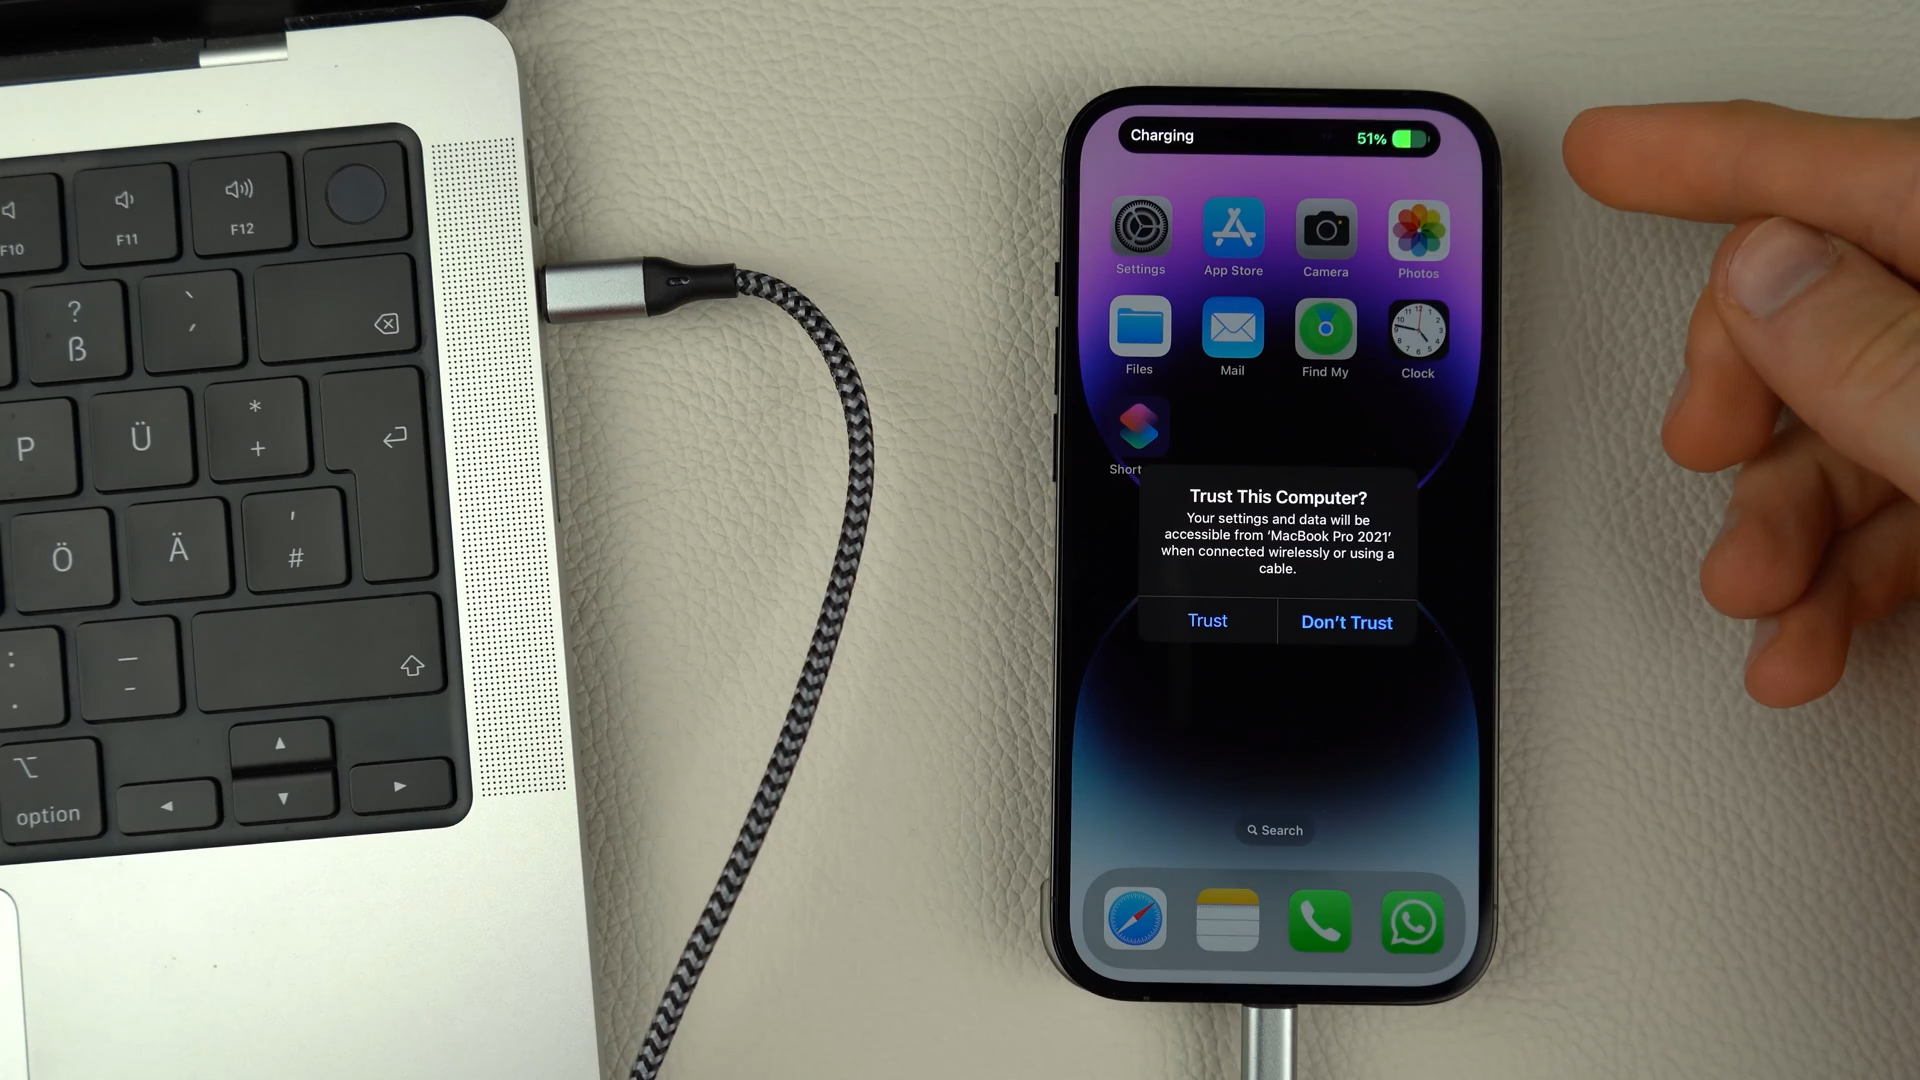 F10
F11
F12
?
ß
`
´
P
Ü
*
+
Ö
Ä
'
#
:
.
_
-
option
Charging
51%
Settings
App Store
Camera
Photos
Files
Mail
Find My
Clock
Short
Trust This Computer?
Your settings and data will be
accessible from ‘MacBook Pro 2021’
when connected wirelessly or using a
cable.
Trust
Don’t Trust
Search